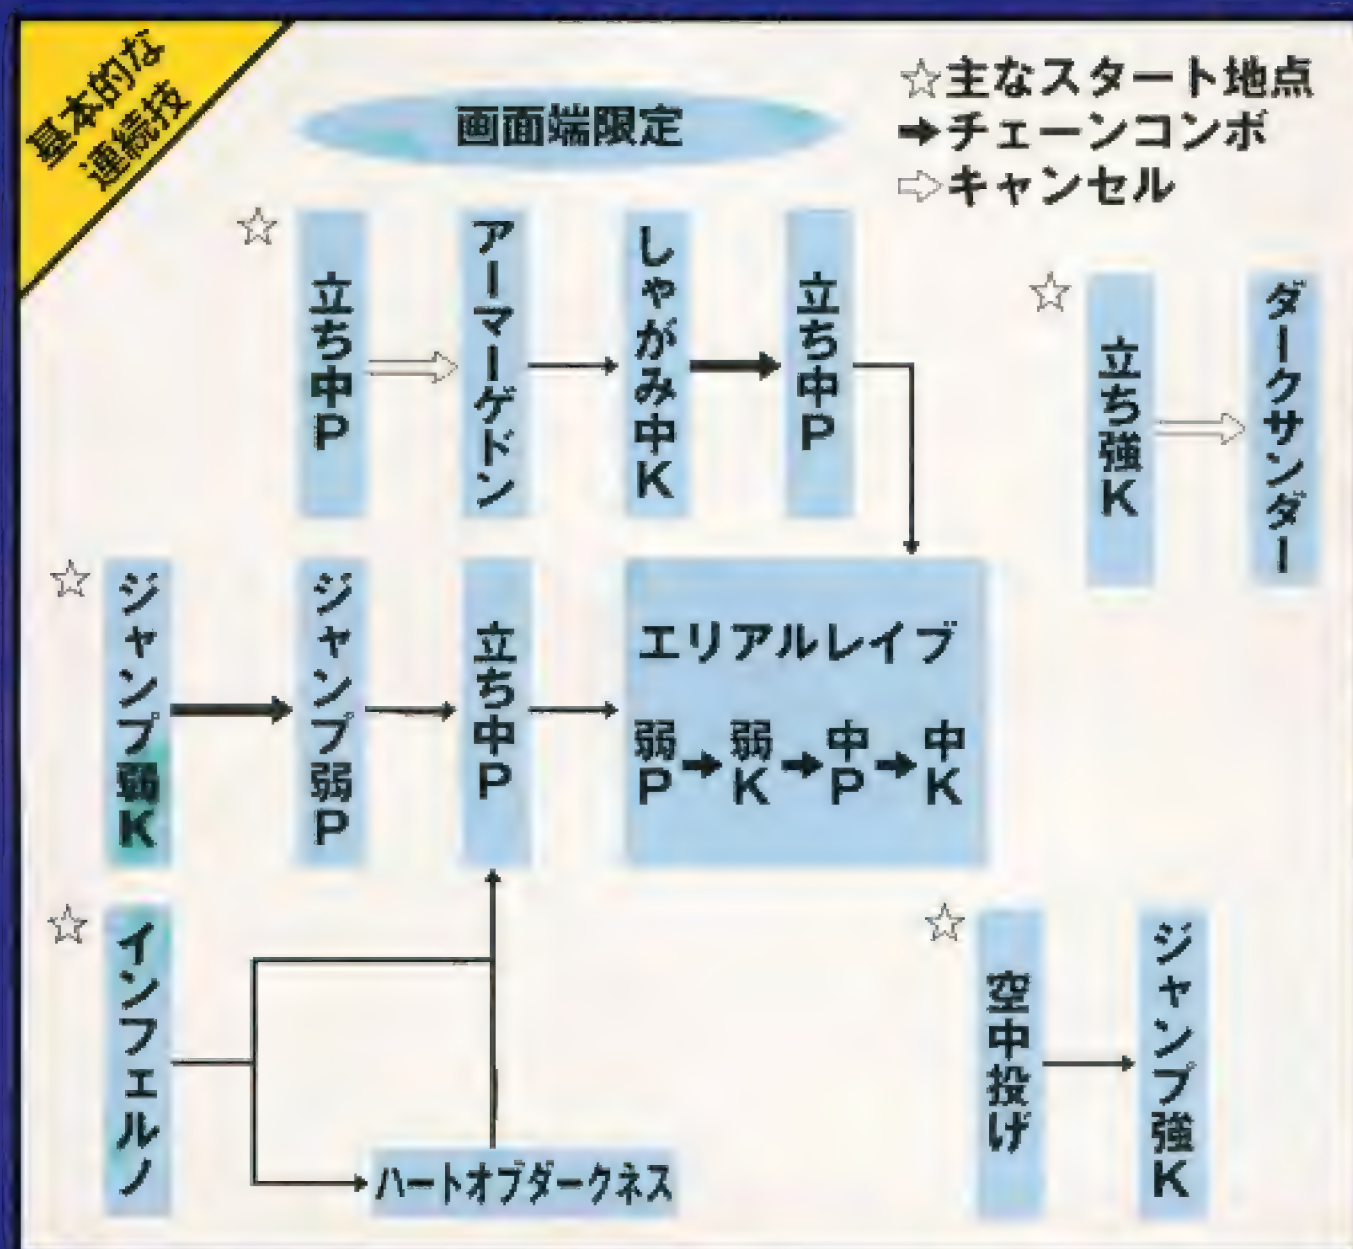 基本的な
連続技
画面端限定
☆主なスタート地点
➡チェーンコンボ
⇨キャンセル
☆
立ち中P
アーマーゲドン
しゃがみ中K
立ち中P
☆
立ち強K
ダークサンダー
☆
ジャンプ弱K
ジャンプ弱P
立ち中P
エリアルレイブ
弱P➡弱K➡中P➡中K
☆
インフェルノ
ハートオブダークネス
☆
空中投げ
ジャンプ強K